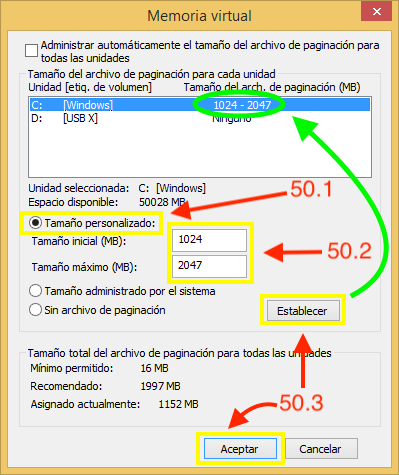 Memoria virtual
Administrar automáticamente el tamaño del archivo de paginación para
todas las unidades
Tamaño del archivo de paginación para cada unidad
Unidad [etiq. de volumen] Tamaño del arch. de paginación (MB)
C: [Windows] 1024 - 2047
D: [USB X] Ninguno
Unidad seleccionada: C: [Windows]
Espacio disponible: 50028 MB
50.1
Tamaño personalizado:
Tamaño inicial (MB): 1024
50.2
Tamaño máximo (MB): 2047
Tamaño administrado por el sistema
Sin archivo de paginación
Establecer
Tamaño total del archivo de paginación para todas las unidades
Mínimo permitido: 16 MB
Recomendado: 1997 MB
Asignado actualmente: 1152 MB
50.3
Aceptar Cancelar